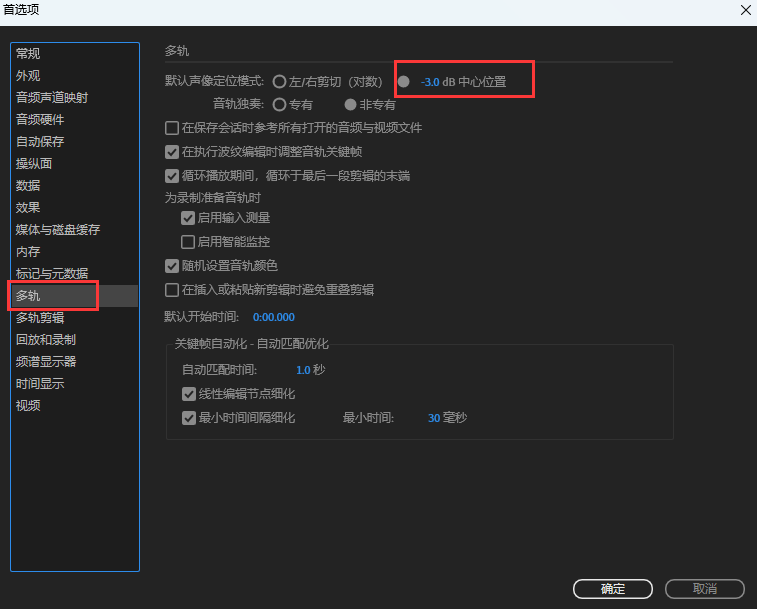 首选项
常规
外观
音频声道映射
音频硬件
自动保存
操纵面
数据
效果
媒体与磁盘缓存
内存
标记与元数据
多轨
多轨剪辑
回放和录制
频谱显示器
时间显示
视频
多轨
默认声像定位模式: 左/右剪切（对数） -3.0 dB 中心位置
音轨独奏: 专有 非专有
在保存会话时参考所有打开的音频与视频文件
在执行波纹编辑时调整音轨关键帧
循环播放期间，循环于最后一段剪辑的末端
为录制准备音轨时
启用输入测量
启用智能监控
随机设置音轨颜色
在插入或粘贴新剪辑时避免重叠剪辑
默认开始时间: 0:00.000
关键帧自动化 - 自动匹配优化
自动匹配时间: 1.0 秒
线性编辑节点细化
最小时间间隔细化 最小时间: 30 毫秒
确定 取消